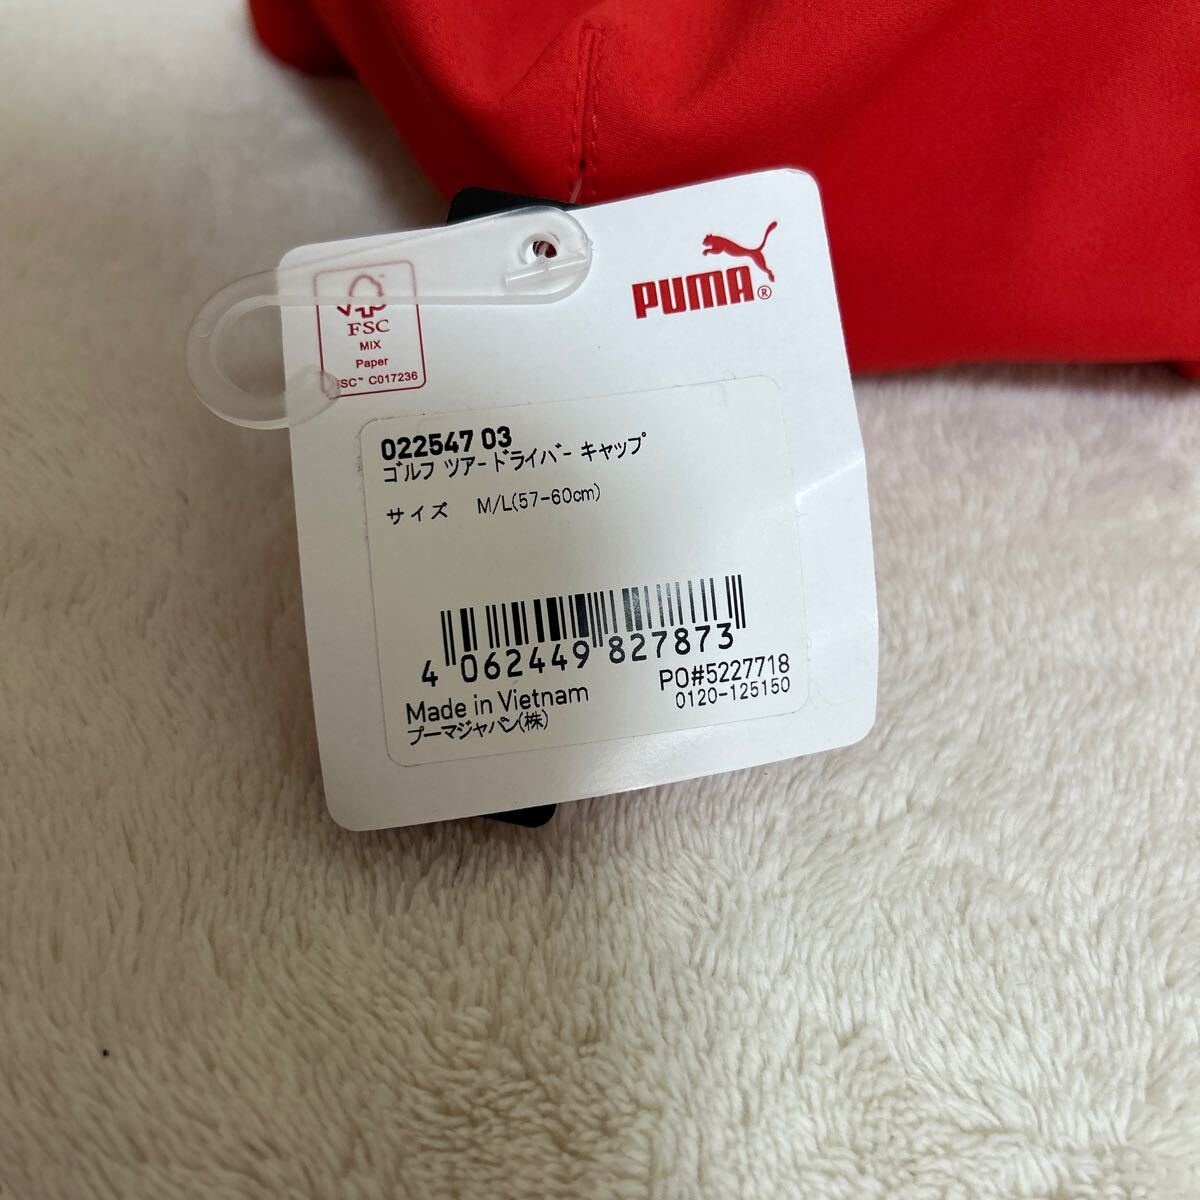 PUMA®
FSC
MIX
Paper
FSC™ C017236
022547 03
ゴルフ ツアードライバー キャップ
サイズ M/L(57-60cm)
4 062449 827873
Made in Vietnam
PO#5227718
プーマジャパン(株)
0120-125150